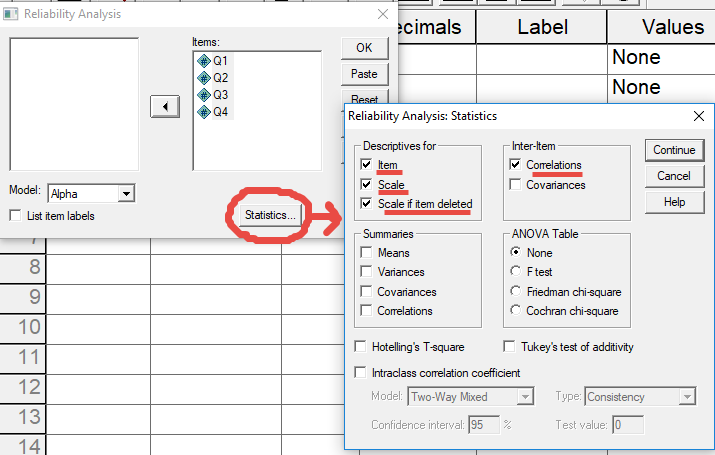 Reliability Analysis
Items:
Q1
Q2
Q3
Q4
OK
Paste
Reset
Model: Alpha
List item labels
Statistics...
ecimals Label Values
None
None
Reliability Analysis: Statistics
Descriptives for
Item
Scale
Scale if item deleted
Inter-Item
Correlations
Covariances
Continue
Cancel
Help
Summaries
Means
Variances
Covariances
Correlations
ANOVA Table
None
F test
Friedman chi-square
Cochran chi-square
Hotelling's T-square
Tukey's test of additivity
Intraclass correlation coefficient
Model: Two-Way Mixed Type: Consistency
Confidence interval: 95 % Test value: 0
8
9
10
11
12
13
14